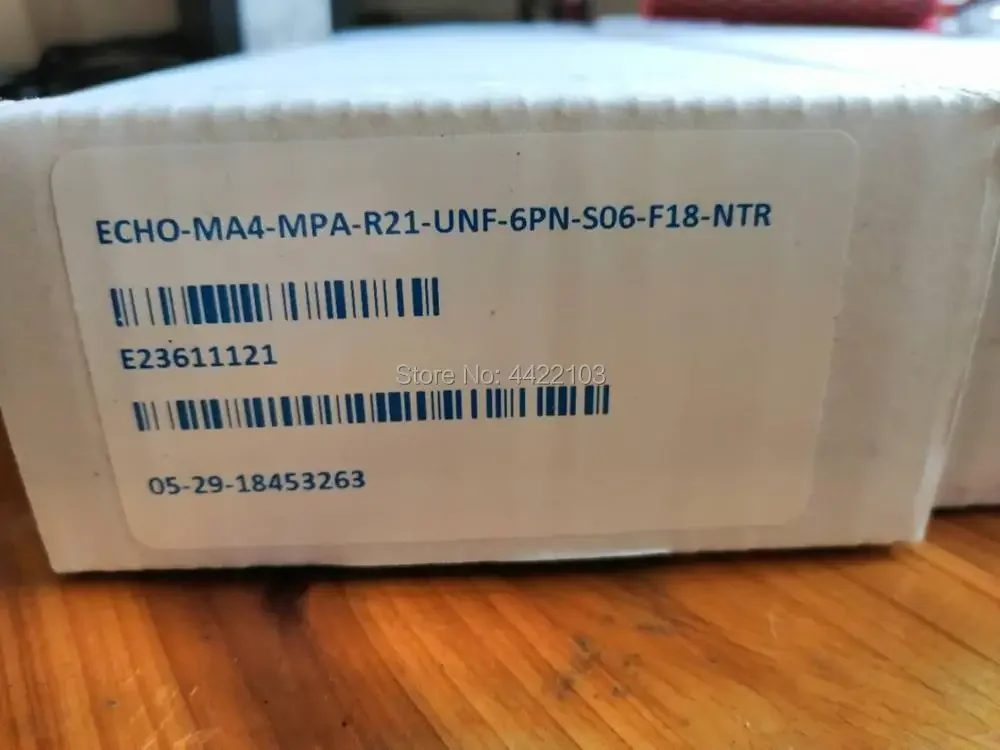 ECHO-MA4-MPA-R21-UNF-6PN-S06-F18-NTR
E23611121
Store No: 4422103
05-29-18453263